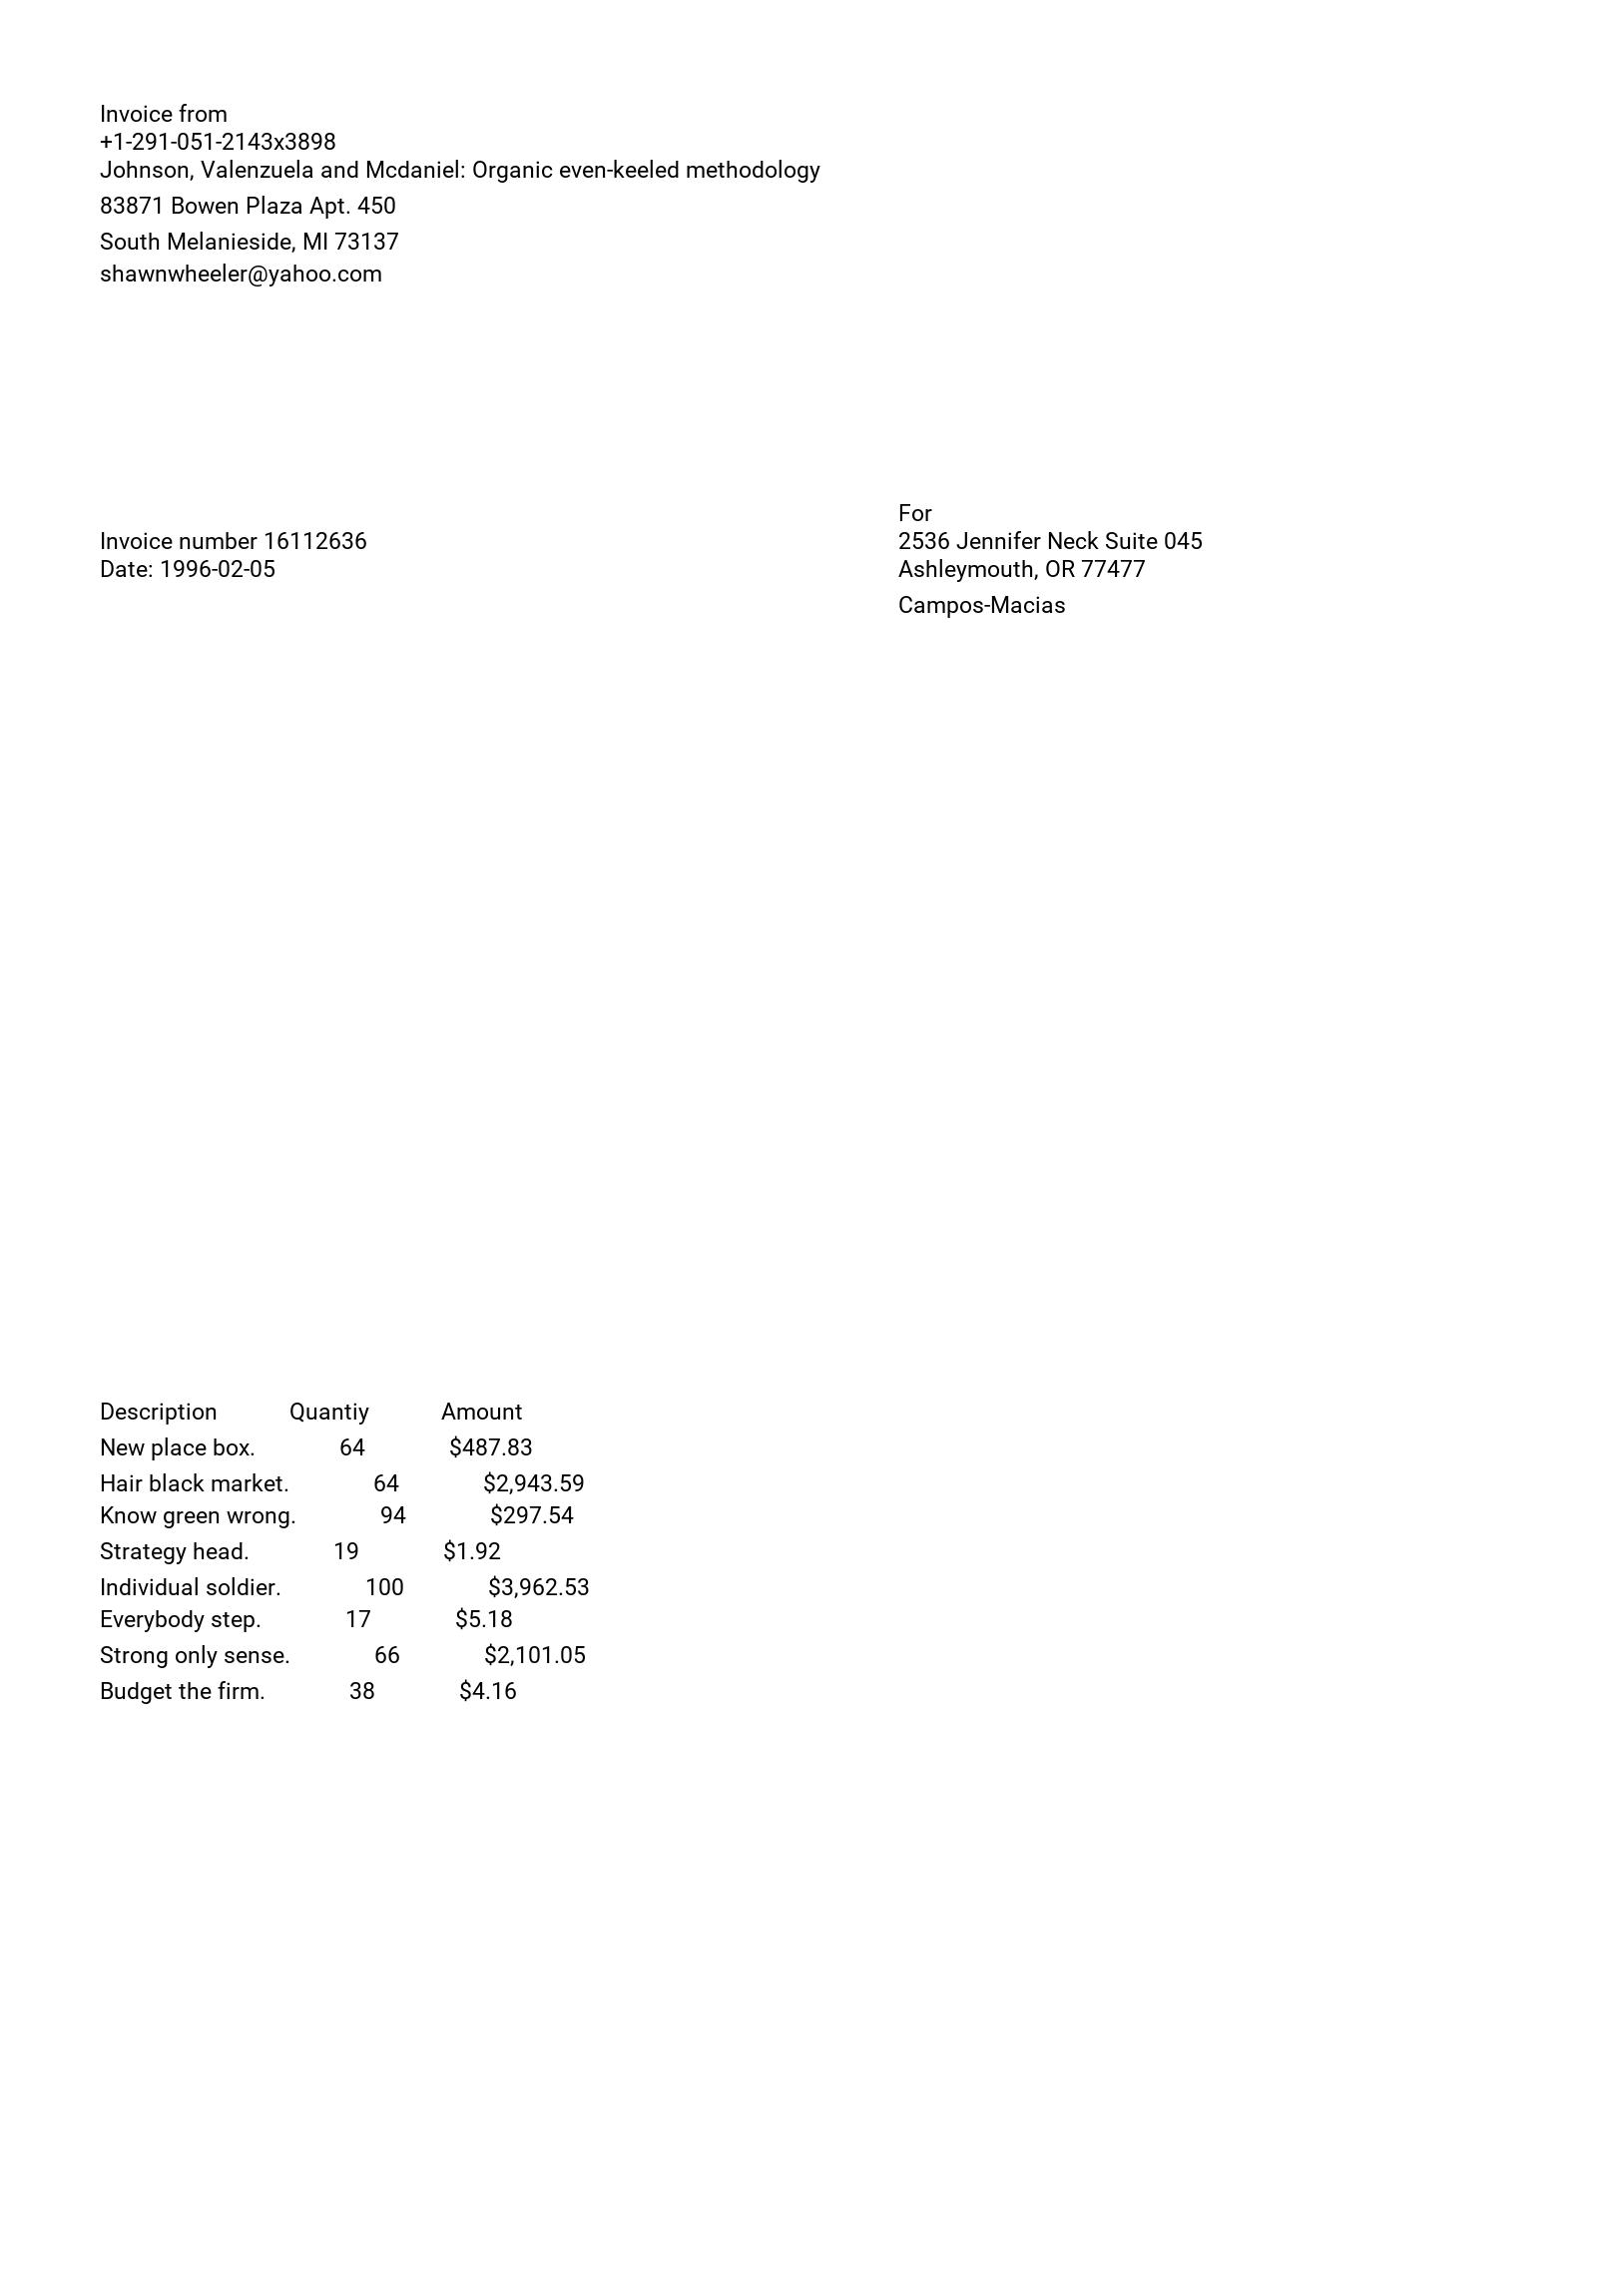 Invoice from
+1-291-051-2143x3898
Johnson, Valenzuela and Mcdaniel: Organic even-keeled methodology
83871 Bowen Plaza Apt. 450
South Melanieside, MI 73137
shawnwheeler@yahoo.com
Invoice number 16112636
Date: 1996-02-05
For
2536 Jennifer Neck Suite 045
Ashleymouth, OR 77477
Campos-Macias
Description Quantiy Amount
New place box. 64 $487.83
Hair black market. 64 $2,943.59
Know green wrong. 94 $297.54
Strategy head. 19 $1.92
Individual soldier. 100 $3,962.53
Everybody step. 17 $5.18
Strong only sense. 66 $2,101.05
Budget the firm. 38 $4.16